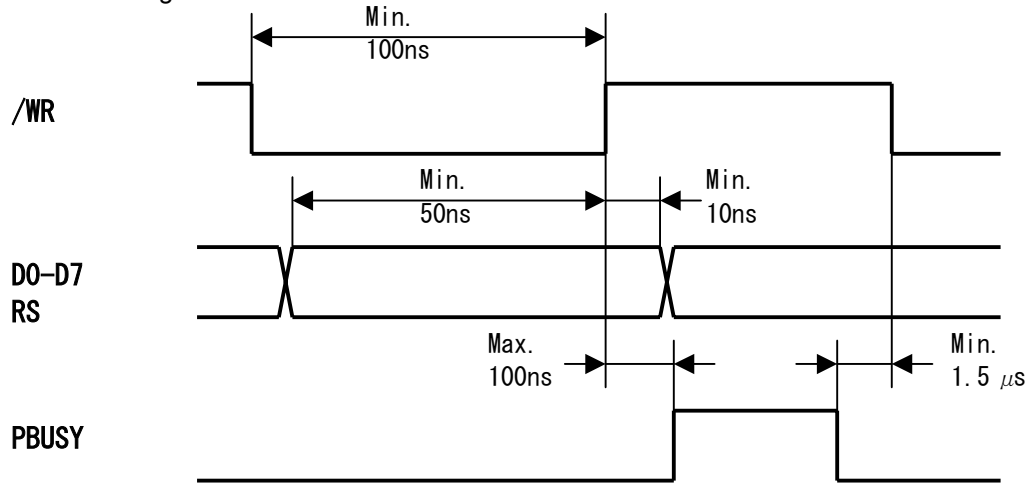 Min.
100ns
/WR
Min.
50ns
Min.
10ns
D0-D7
RS
Max.
100ns
Min.
1.5 μs
PBUSY